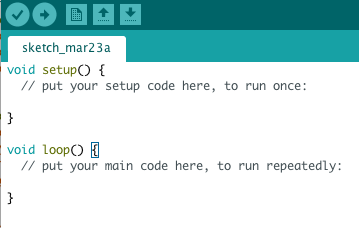 sketch_mar23a
void setup() {
  // put your setup code here, to run once:
}
void loop() {
  // put your main code here, to run repeatedly:
}